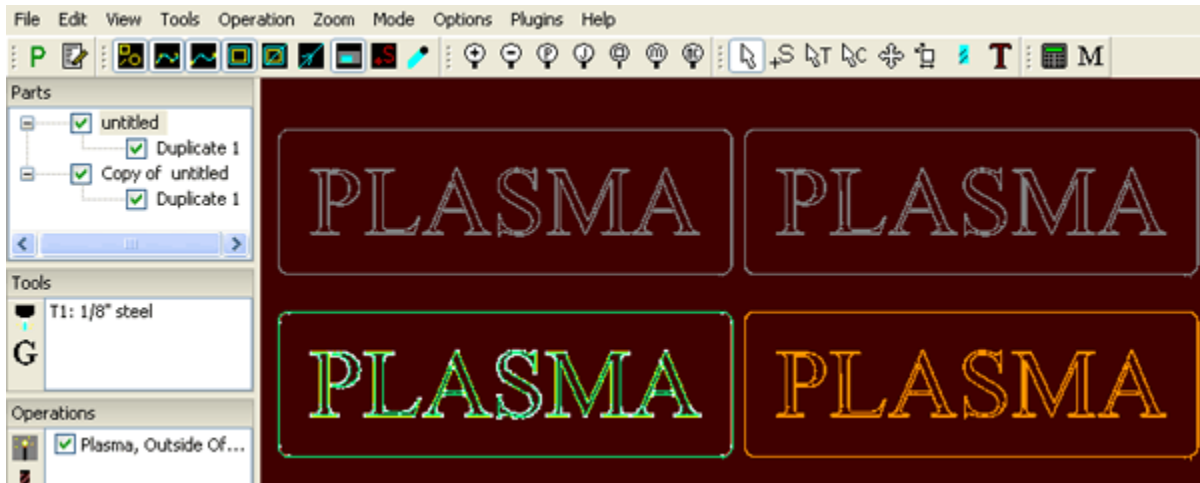 File Edit View Tools Operation Zoom Mode Options Plugins Help
P +S P J m +S T C T M
Parts
untitled
Duplicate 1
Copy of untitled
Duplicate 1
PLASMA PLASMA
Tools
T1: 1/8" steel
G
PLASMA PLASMA
Operations
Plasma, Outside Of...